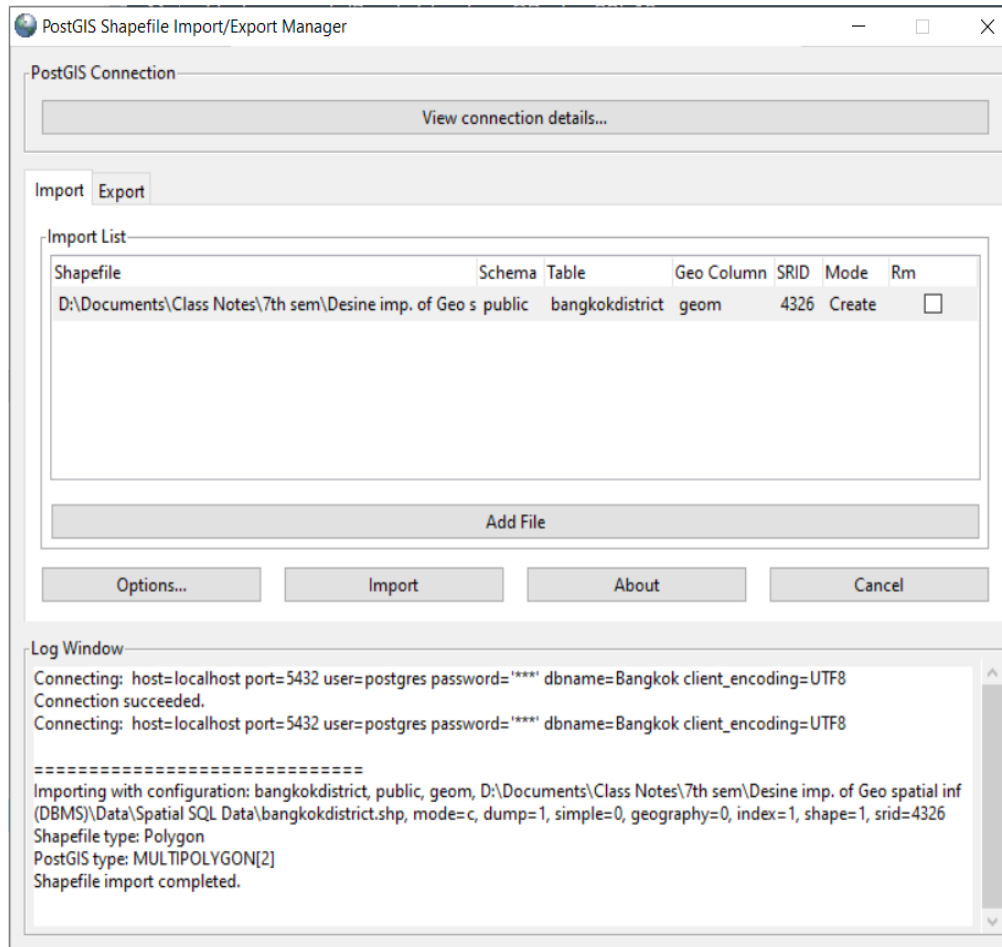 PostGIS Shapefile Import/Export Manager
PostGIS Connection
View connection details...
Import Export
Import List
Shapefile Schema Table Geo Column SRID Mode Rm
D:\Documents\Class Notes\7th sem\Desine imp. of Geo s public bangkokdistrict geom 4326 Create
Add File
Options... Import About Cancel
Log Window
Connecting: host=localhost port=5432 user=postgres password='***' dbname=Bangkok client_encoding=UTF8
Connection succeeded.
Connecting: host=localhost port=5432 user=postgres password='***' dbname=Bangkok client_encoding=UTF8
==============================
Importing with configuration: bangkokdistrict, public, geom, D:\Documents\Class Notes\7th sem\Desine imp. of Geo spatial inf
(DBMS)\Data\Spatial SQL Data\bangkokdistrict.shp, mode=c, dump=1, simple=0, geography=0, index=1, shape=1, srid=4326
Shapefile type: Polygon
PostGIS type: MULTIPOLYGON[2]
Shapefile import completed.